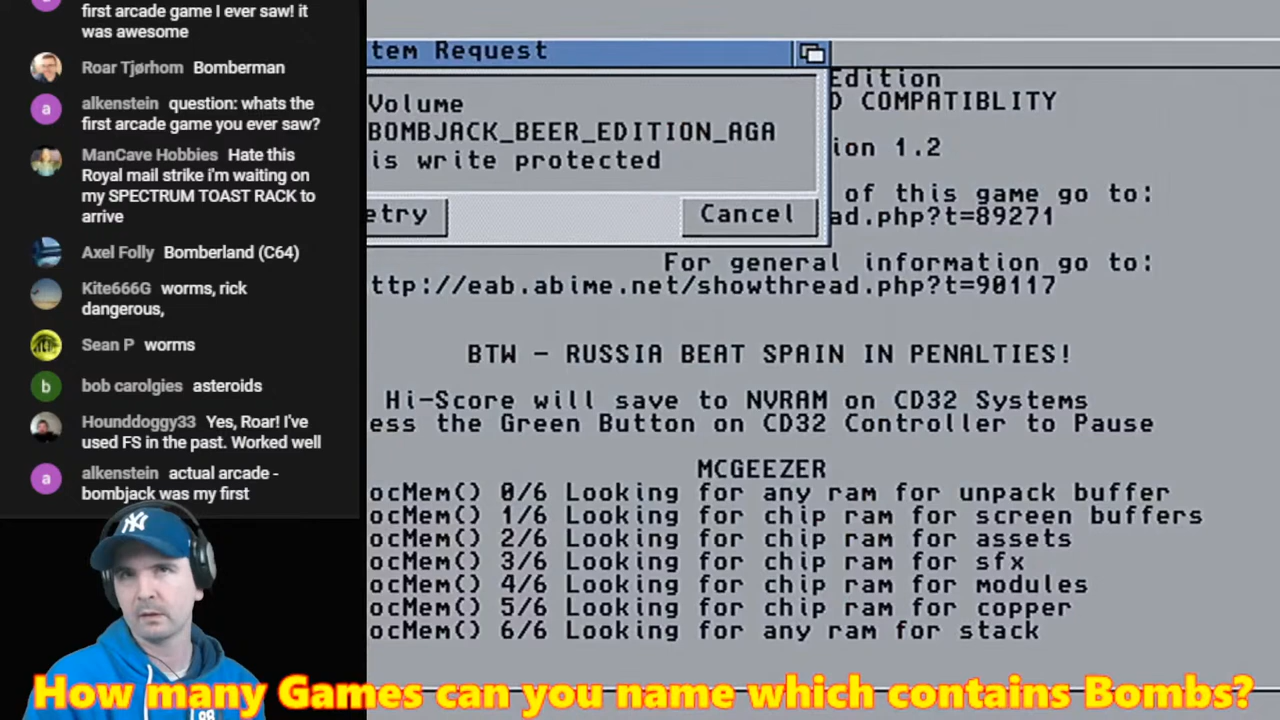 first arcade game I ever saw! it
was awesome
Roar Tjørhom Bomberman
alkenstein question: whats the
first arcade game you ever saw?
ManCave Hobbies Hate this
Royal mail strike i'm waiting on
my SPECTRUM TOAST RACK to
arrive
Axel Folly Bomberland (C64)
Kite666G worms, rick
dangerous,
Sean P worms
bob carolgies asteroids
Hounddoggy33 Yes, Roar! I've
used FS in the past. Worked well
alkenstein actual arcade -
bombjack was my first
tem Request
Volume
BOMBJACK_BEER_EDITION_AGA
is write protected
etry
Cancel
Edition
D COMPATIBLITY
ion 1.2
of this game go to:
ad.php?t=89271
For general information go to:
ttp://eab.abime.net/showthread.php?t=90117
BTW - RUSSIA BEAT SPAIN IN PENALTIES!
Hi-Score will save to NVRAM on CD32 Systems
ess the Green Button on CD32 Controller to Pause
MCGEEZER
ocMem() 0/6 Looking for any ram for unpack buffer
ocMem() 1/6 Looking for chip ram for screen buffers
ocMem() 2/6 Looking for chip ram for assets
ocMem() 3/6 Looking for chip ram for sfx
ocMem() 4/6 Looking for chip ram for modules
ocMem() 5/6 Looking for chip ram for copper
ocMem() 6/6 Looking for any ram for stack
How many Games can you name which contains Bombs?